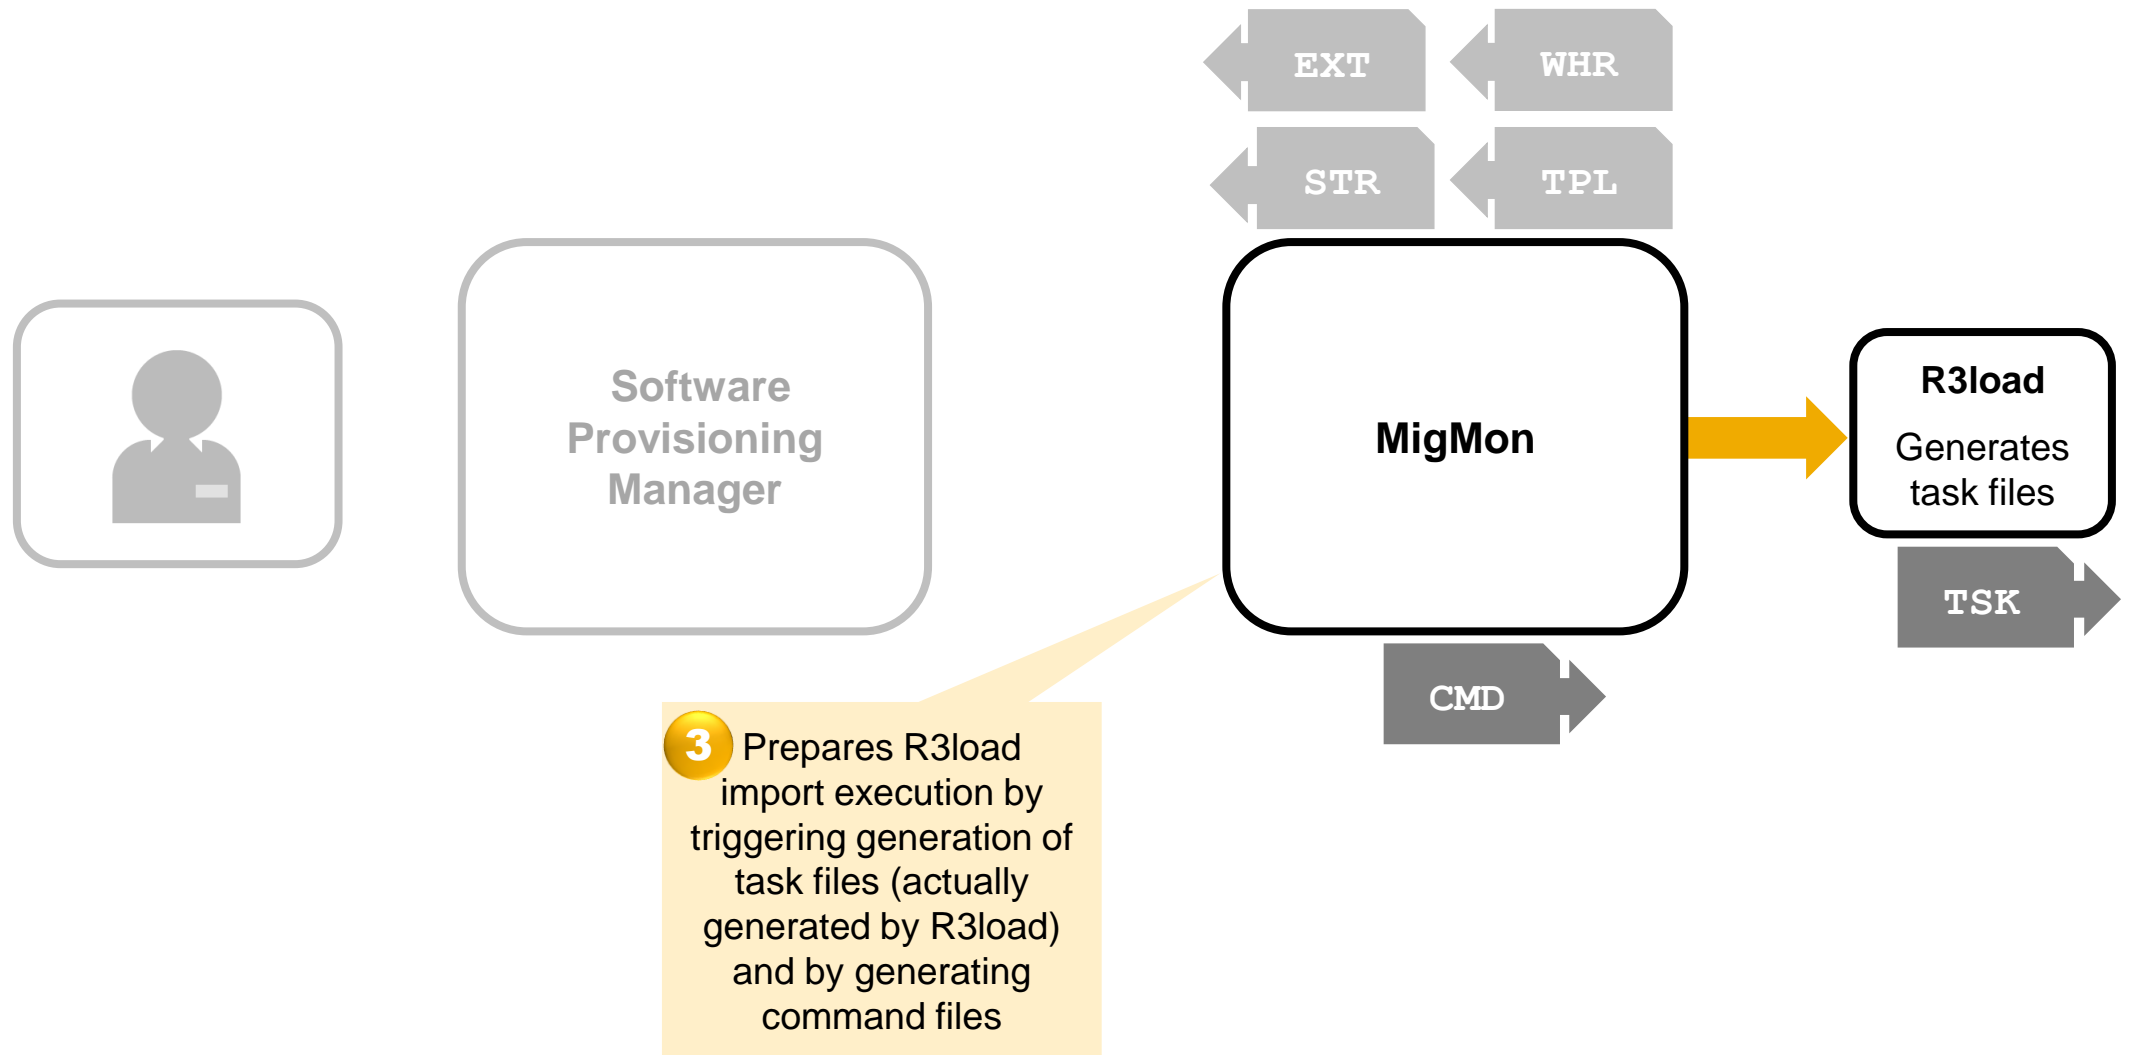 EXT
WHR
STR
TPL
Software
Provisioning
Manager
MigMon
R3load
Generates
task files
TSK
CMD
3 Prepares R3load
import execution by
triggering generation of
task files (actually
generated by R3load)
and by generating
command files